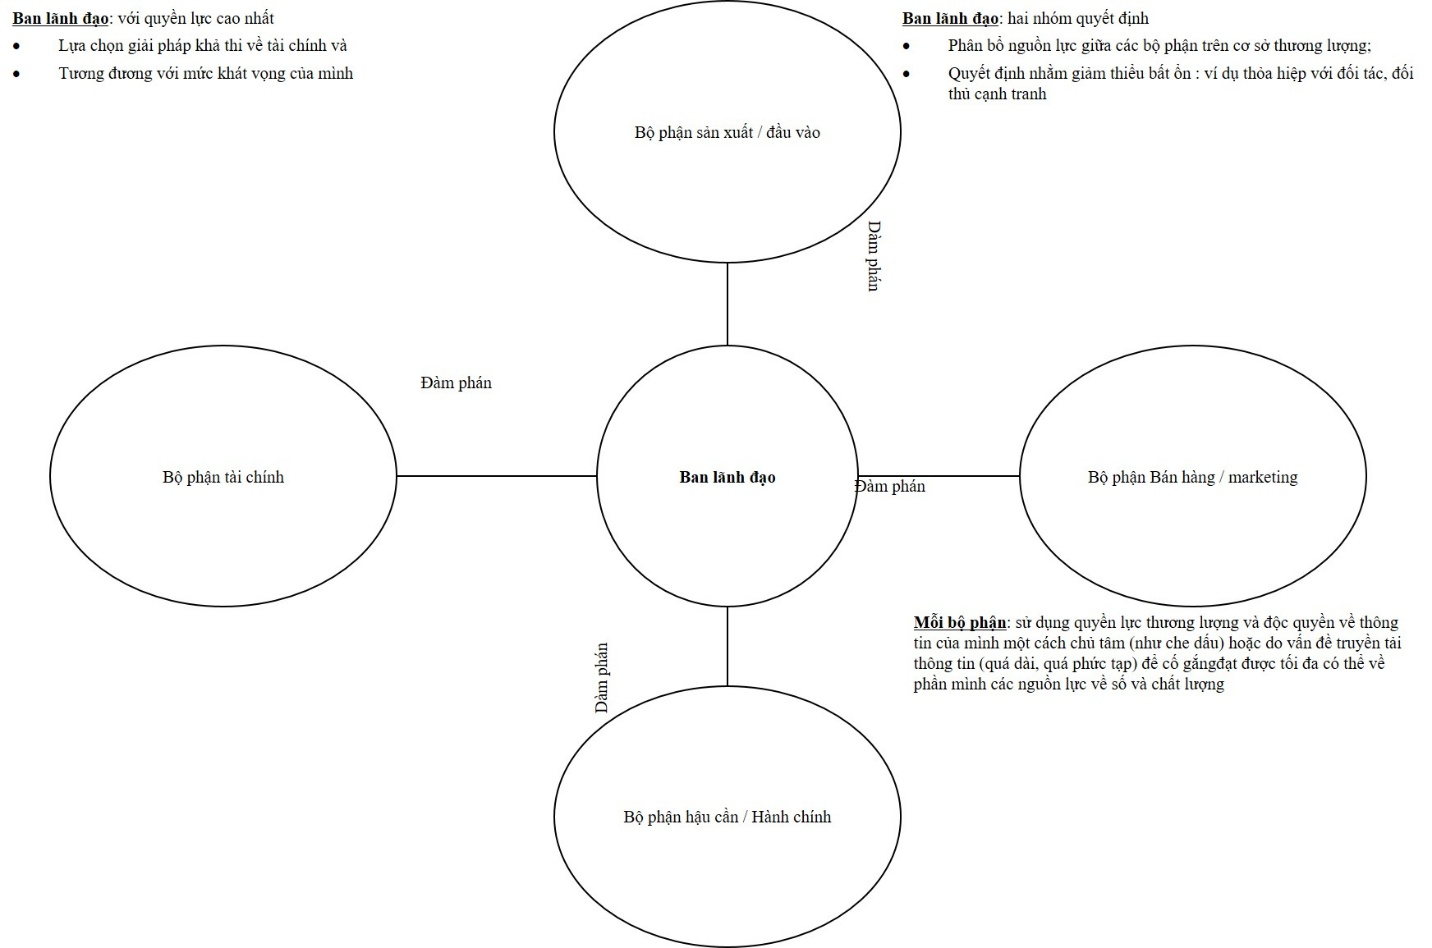 Ban lãnh đạo: với quyền lực cao nhất
• Lựa chọn giải pháp khả thi về tài chính và
• Tương đương với mức khát vọng của mình
Ban lãnh đạo: hai nhóm quyết định
• Phân bổ nguồn lực giữa các bộ phận trên cơ sở thương lượng;
• Quyết định nhằm giảm thiểu bất ổn : ví dụ thỏa hiệp với đối tác, đối
thủ cạnh tranh
Bộ phận sản xuất / đầu vào
Đàm phán
Đàm phán
Bộ phận tài chính
Ban lãnh đạo
Đàm phán
Bộ phận Bán hàng / marketing
Mỗi bộ phận: sử dụng quyền lực thương lượng và độc quyền về thông
tin của mình một cách chủ tâm (như che dấu) hoặc do vấn đề truyền tải
thông tin (quá dài, quá phức tạp) để cố gắngđạt được tối đa có thể về
phần mình các nguồn lực về số và chất lượng
Đàm phán
Bộ phận hậu cần / Hành chính